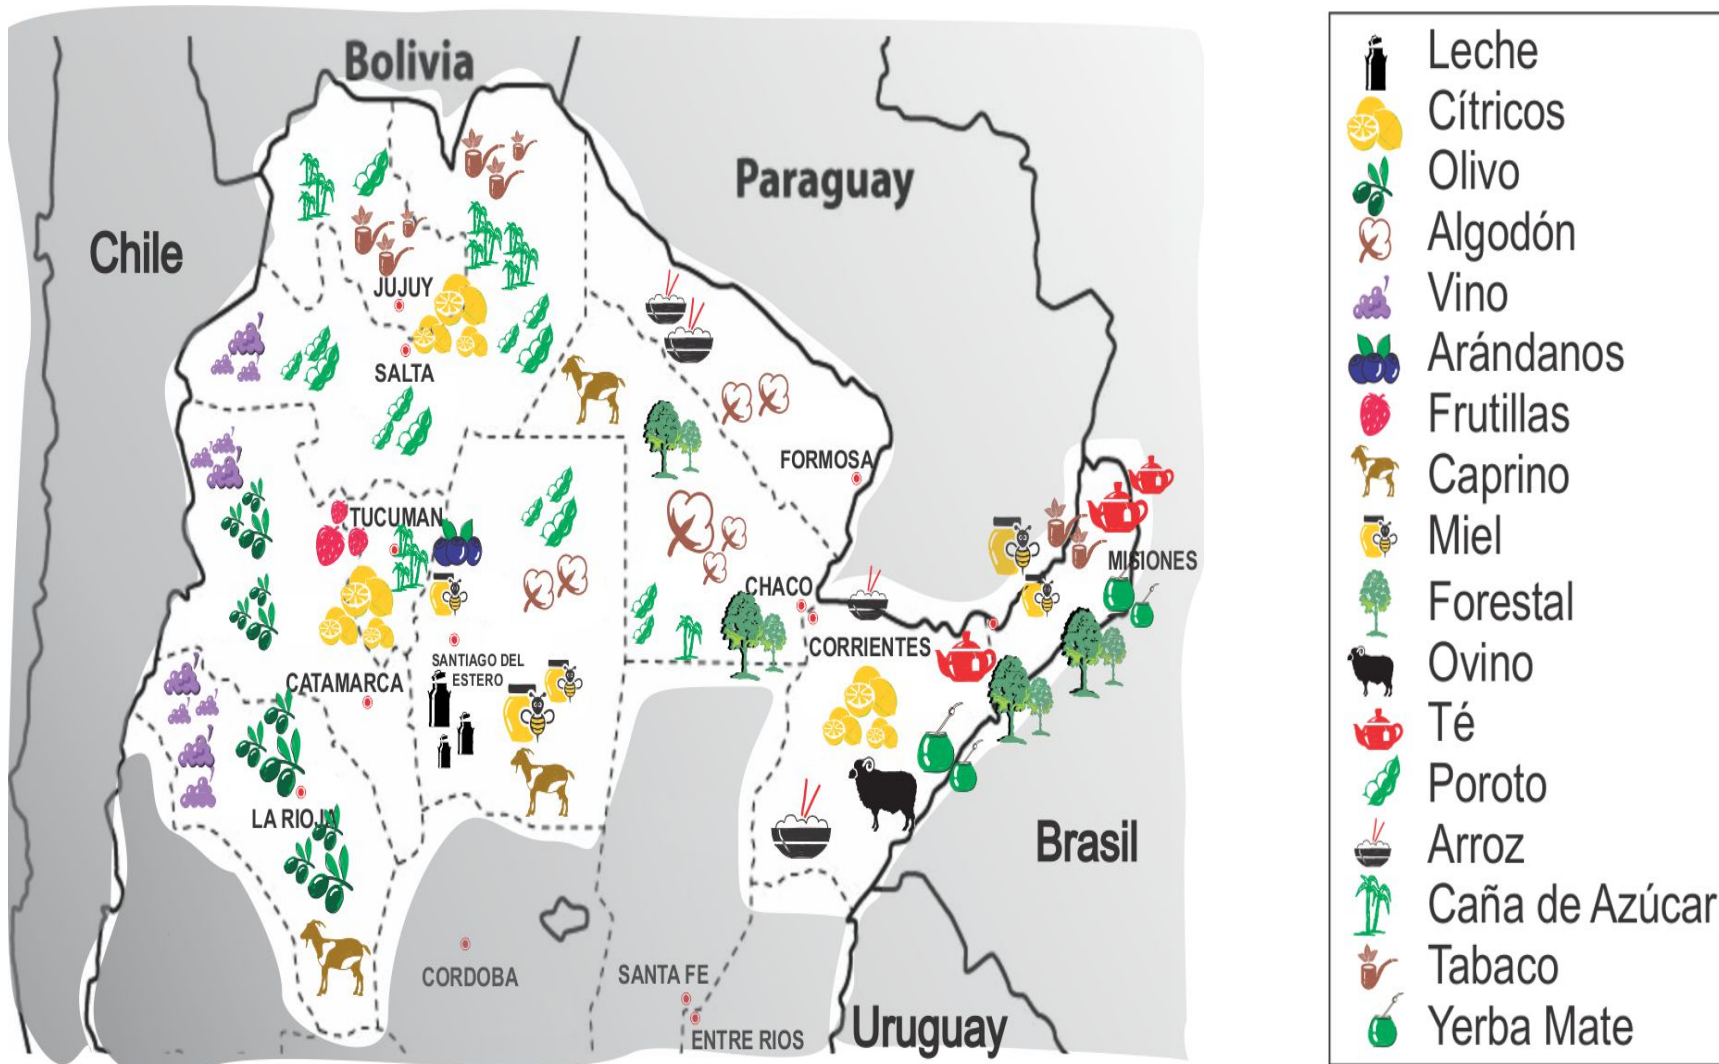 Bolivia
Paraguay
Chile
JUJUY
SALTA
FORMOSA
TUCUMAN
MISIONES
CHACO
CORRIENTES
SANTIAGO DEL
ESTERO
CATAMARCA
LA RIOJA
Brasil
CORDOBA
SANTA FE
ENTRE RIOS
Uruguay
Leche
Cítricos
Olivo
Algodón
Vino
Arándanos
Frutillas
Caprino
Miel
Forestal
Ovino
Té
Poroto
Arroz
Caña de Azúcar
Tabaco
Yerba Mate